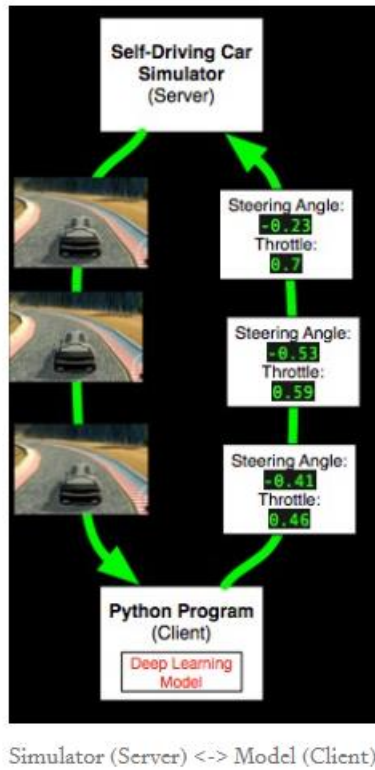 Self-Driving Car
Simulator
(Server)
Steering Angle:
-0.23
Throttle:
0.7
Steering Angle:
-0.53
Throttle:
0.59
Steering Angle:
-0.41
Throttle:
0.46
Python Program
(Client)
Deep Learning
Model
Simulator (Server) <-> Model (Client)